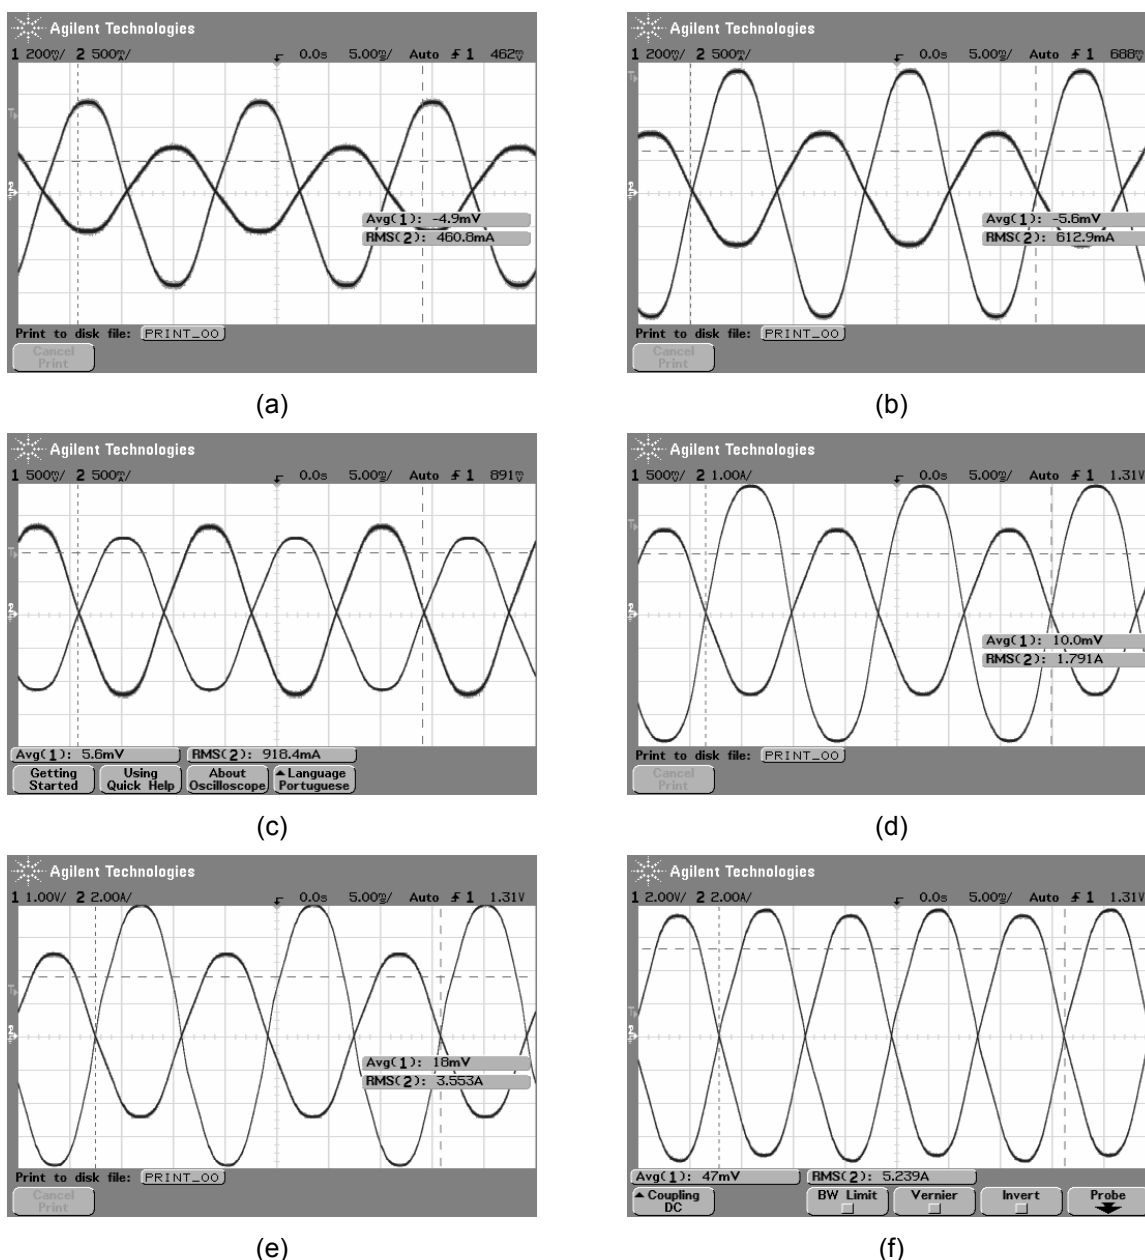 Agilent Technologies
1 200mV/ 2 500mA/ 0.0s 5.00ms/ Auto 1 462mV
2
Avg(1): -4.9mV
RMS(2): 460.8mA
Print to disk file: PRINT_00
Cancel
Print
(a)
Agilent Technologies
1 200mV/ 2 500mA/ 0.0s 5.00ms/ Auto 1 688mV
2
Avg(1): -5.6mV
RMS(2): 612.9mA
Print to disk file: PRINT_00
Cancel
Print
(b)
Agilent Technologies
1 500mV/ 2 500mA/ 0.0s 5.00ms/ Auto 1 891mV
2
Avg(1): 5.6mV RMS(2): 918.4mA
Getting Using About Language
Started Quick Help Oscilloscope Portuguese
(c)
Agilent Technologies
1 500mV/ 2 1.00A/ 0.0s 5.00ms/ Auto 1 1.31V
2
Avg(1): 10.0mV
RMS(2): 1.791A
Print to disk file: PRINT_00
Cancel
Print
(d)
Agilent Technologies
1 1.00V/ 2 2.00A/ 0.0s 5.00ms/ Auto 1 1.31V
2
Avg(1): 18mV
RMS(2): 3.553A
Print to disk file: PRINT_00
Cancel
Print
(e)
Agilent Technologies
1 2.00V/ 2 2.00A/ 0.0s 5.00ms/ Auto 1 1.31V
2
Avg(1): 47mV RMS(2): 5.239A
Coupling BW Limit Vernier Invert Probe
DC
(f)